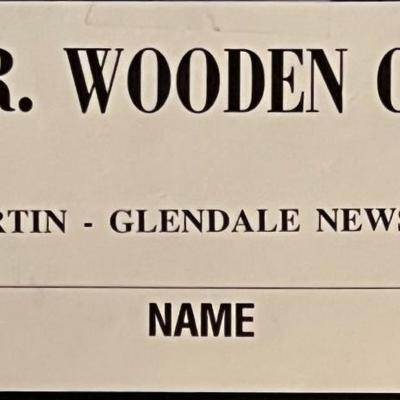 R. WOODEN
RTIN - GLENDALE NEWS
NAME